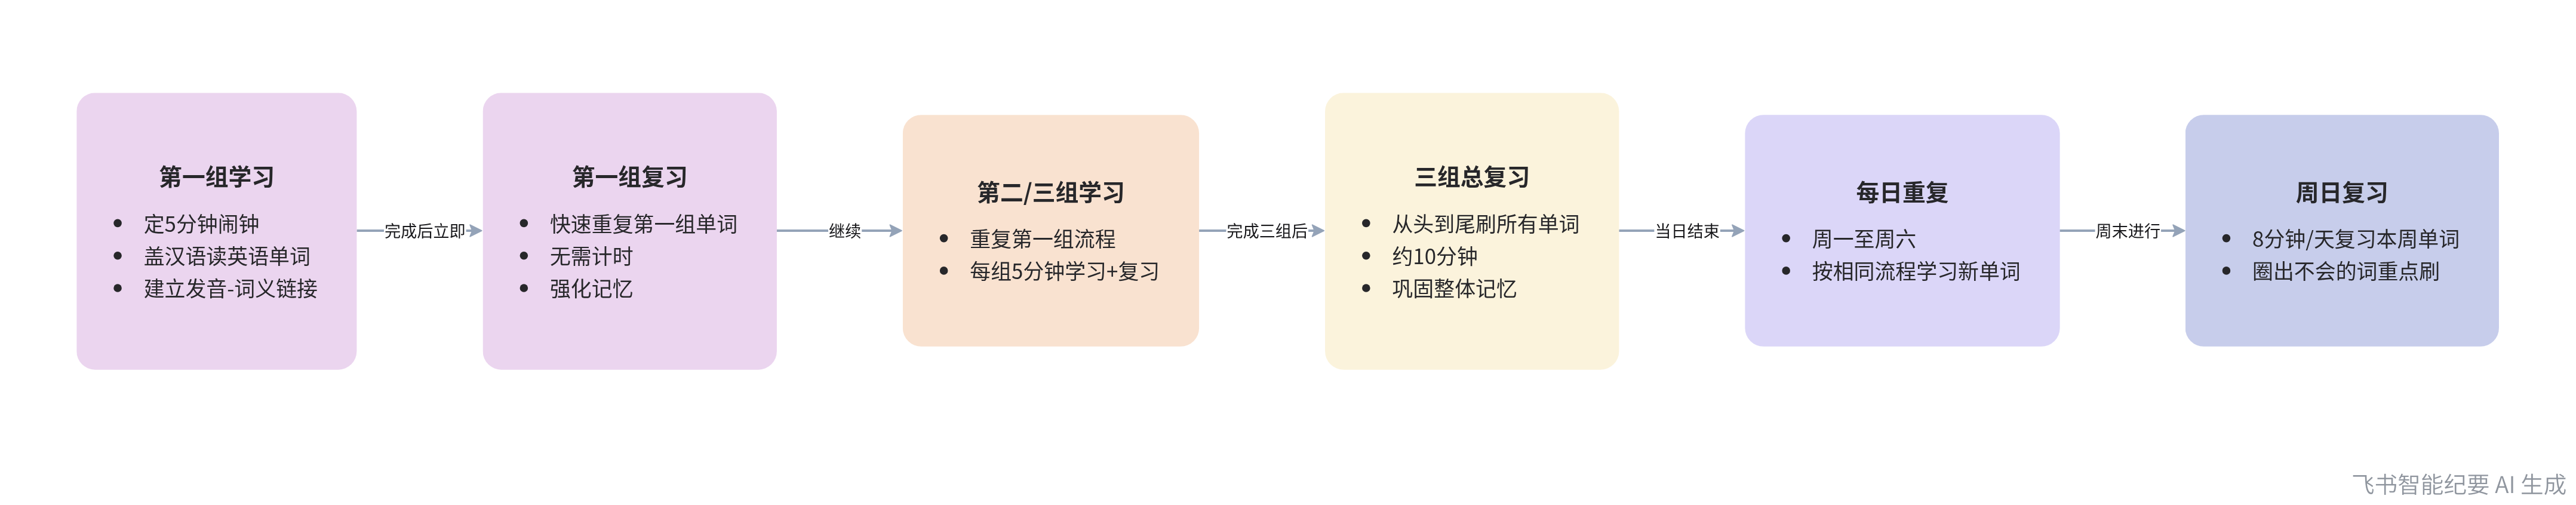 第一组学习
• 定5分钟闹钟
• 盖汉语读英语单词
• 建立发音-词义链接
完成后立即
第一组复习
• 快速重复第一组单词
• 无需计时
• 强化记忆
继续
第二/三组学习
• 重复第一组流程
• 每组5分钟学习+复习
完成三组后
三组总复习
• 从头到尾刷所有单词
• 约10分钟
• 巩固整体记忆
当日结束
每日重复
• 周一至周六
• 按相同流程学习新单词
周末进行
周日复习
• 8分钟/天复习本周单词
• 圈出不会的词重点刷
飞书智能纪要 AI 生成